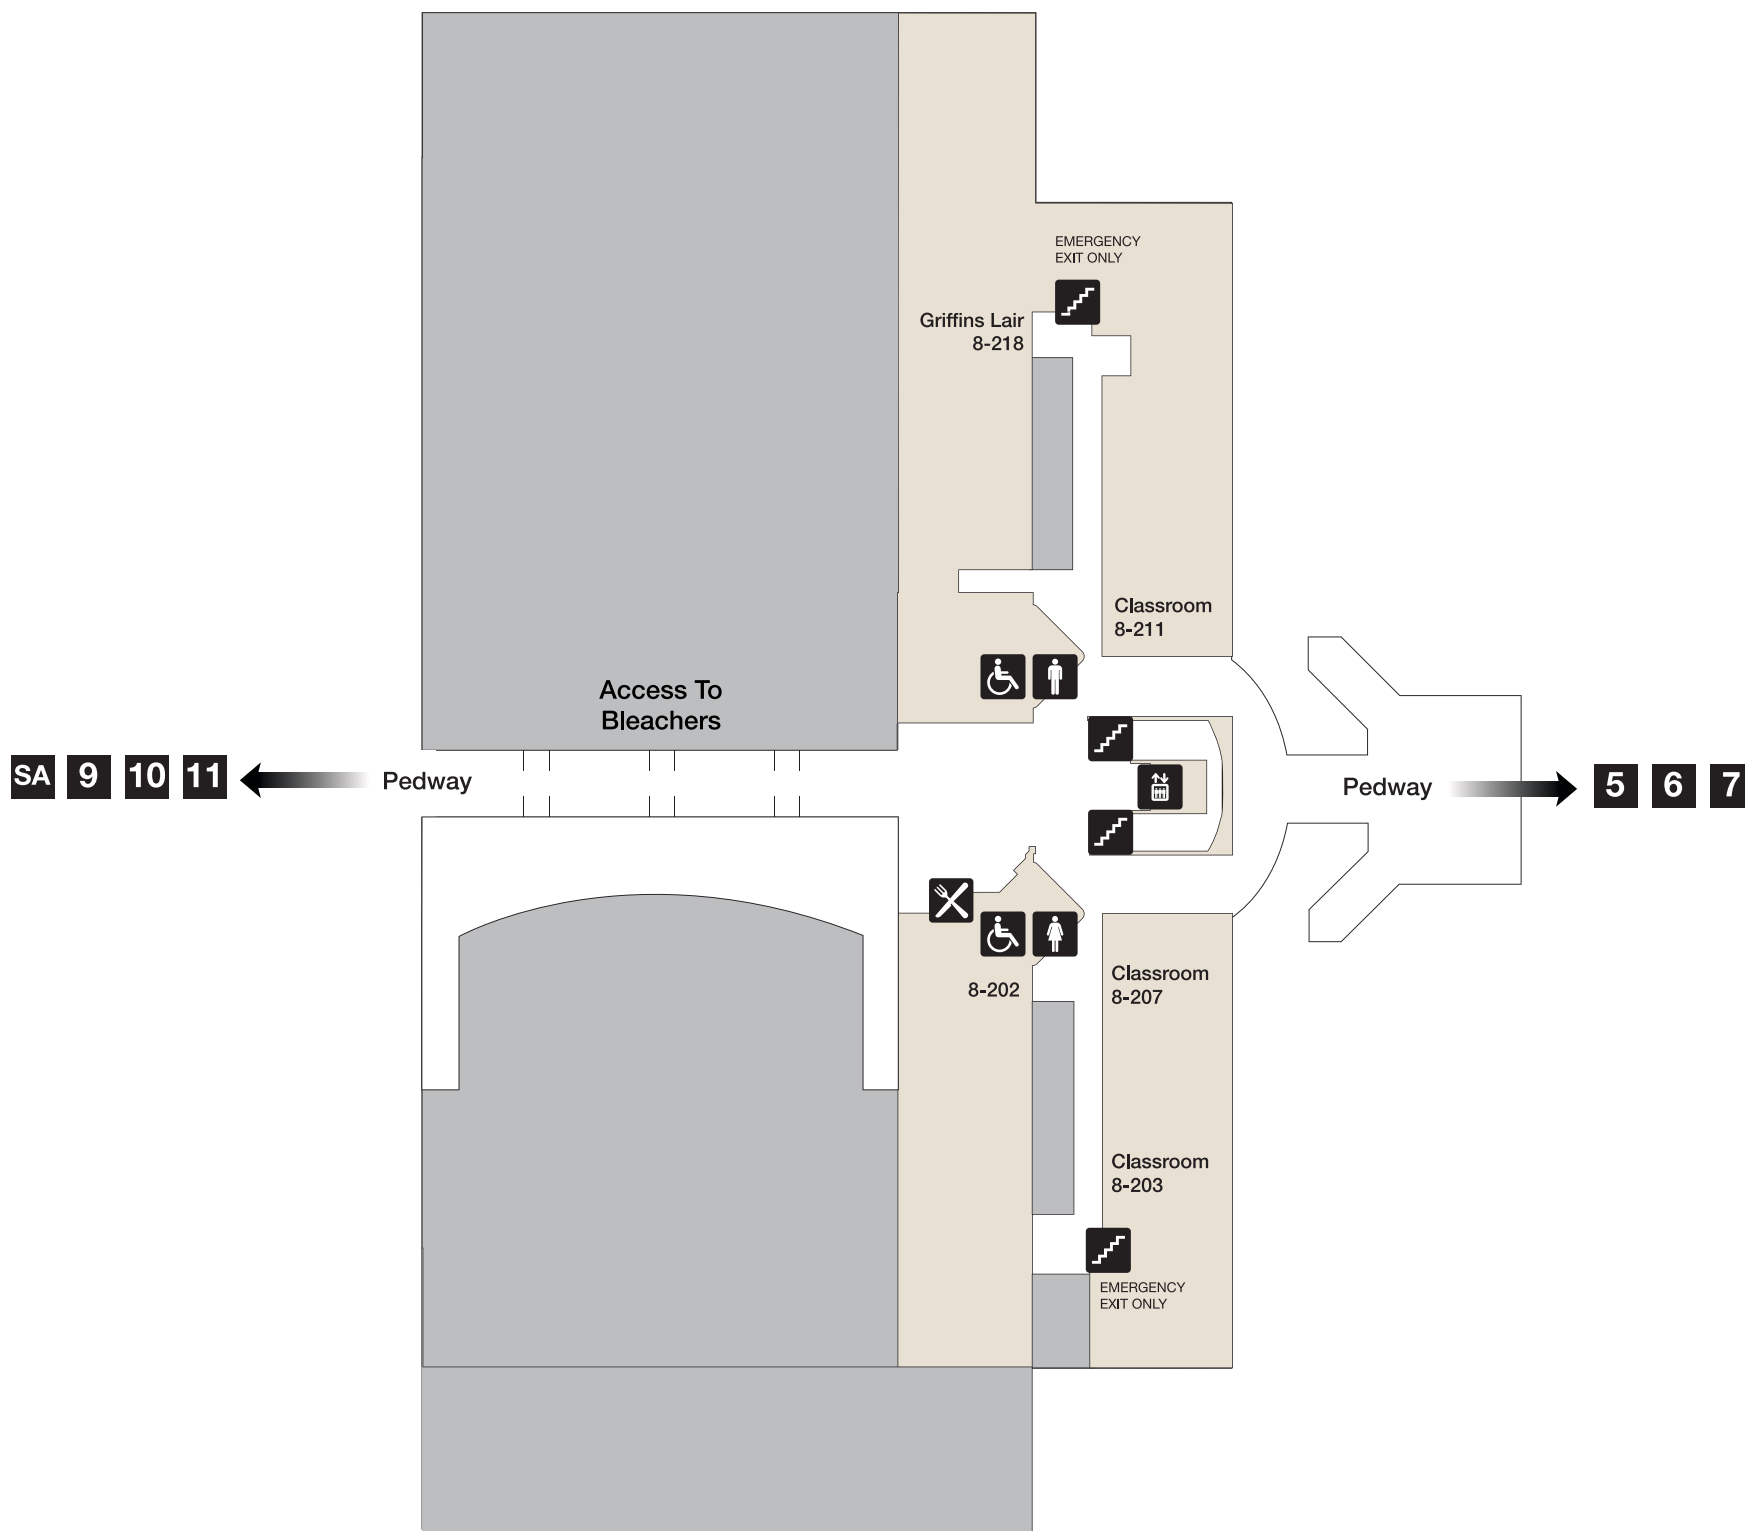 EMERGENCY
EXIT ONLY
Griffins Lair
8-218
Classroom
8-211
Access To
Bleachers
SA 9 10 11
Pedway
Pedway
5 6 7
8-202
Classroom
8-207
Classroom
8-203
EMERGENCY
EXIT ONLY